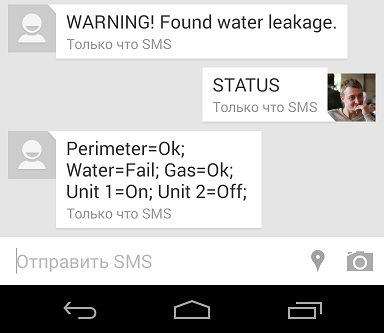 WARNING! Found water leakage.
Только что SMS
STATUS
Только что SMS
Perimeter=Ok;
Water=Fail; Gas=Ok;
Unit 1=On; Unit 2=Off;
Только что SMS
Отправить SMS